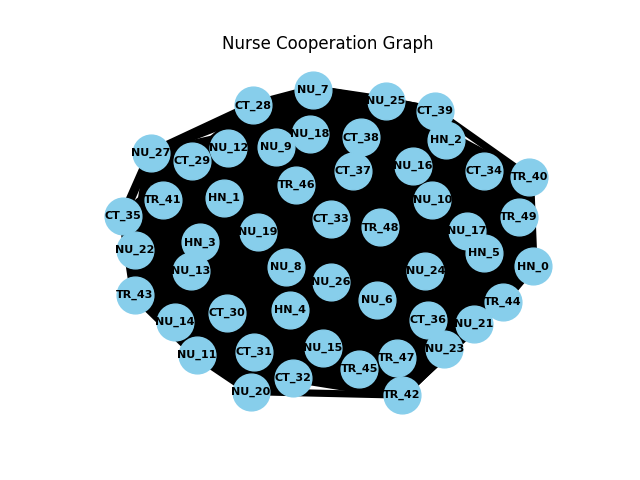 Nurse Cooperation Graph
NU_7
NU_25
CT_28
CT_39
NU_18
CT_38
HN_2
NU_12
NU_9
NU_27
CT_29
NU_16
CT_37
CT_34
TR_40
TR_46
HN_1
TR_41
NU_10
CT_35
CT_33
TR_49
TR_48
NU_19
NU_17
HN_3
NU_22
HN_5
NU_8
HN_0
NU_13
NU_24
NU_26
TR_43
NU_6
TR_44
HN_4
CT_30
NU_14
CT_36
NU_21
NU_15
NU_23
CT_31
NU_11
TR_47
TR_45
CT_32
NU_20
TR_42